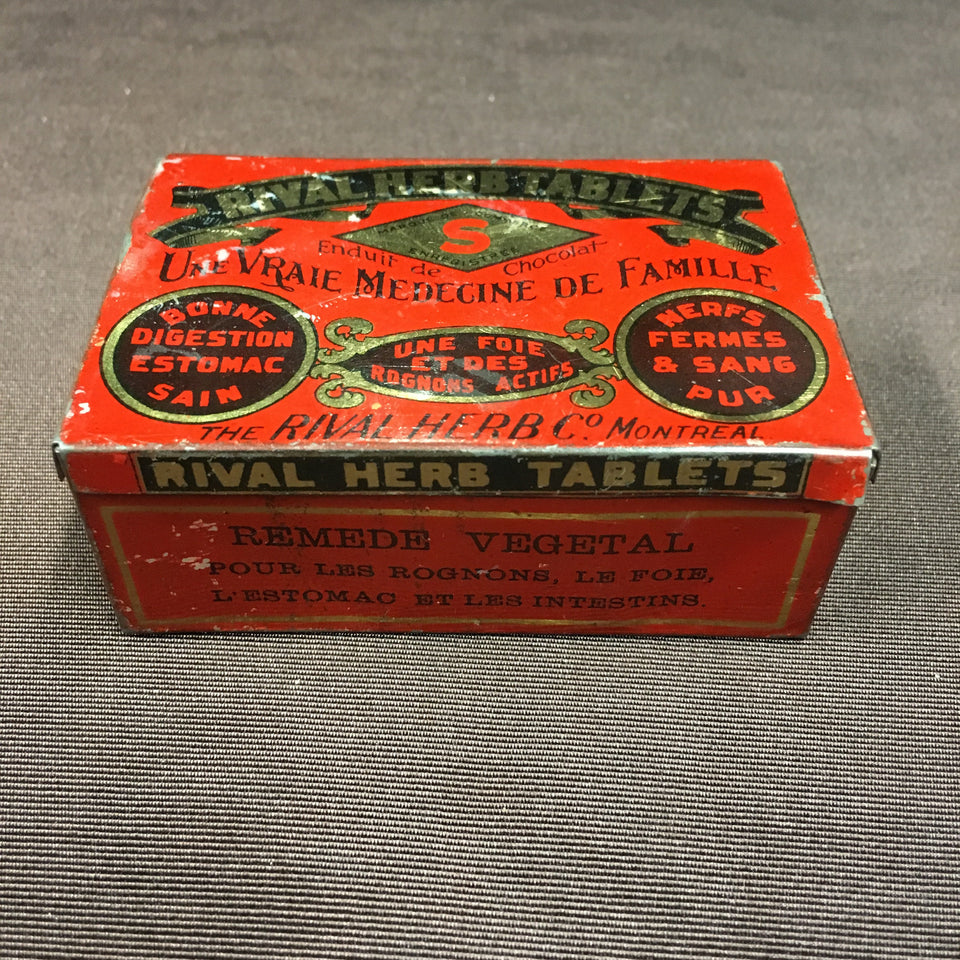 RIVAL HERB TABLETS
S
ENREGISTREE
Enduit de Chocolat
UNE VRAIE MEDECINE DE FAMILLE
BONNE
DIGESTION
ESTOMAC
SAIN
UNE FOIE
ET DES
ROGNONS ACTIFS
NERFS
FERMES
& SANG
PUR
THE RIVAL HERB Co. MONTREAL.
RIVAL HERB TABLETS
REMEDE VEGETAL
POUR LES ROGNONS, LE FOIE,
L'ESTOMAC ET LES INTESTINS.